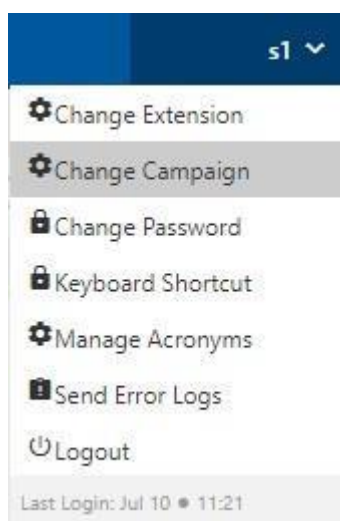 s1
Change Extension
Change Campaign
Change Password
Keyboard Shortcut
Manage Acronyms
Send Error Logs
Logout
Last Login: Jul 10 ● 11:21